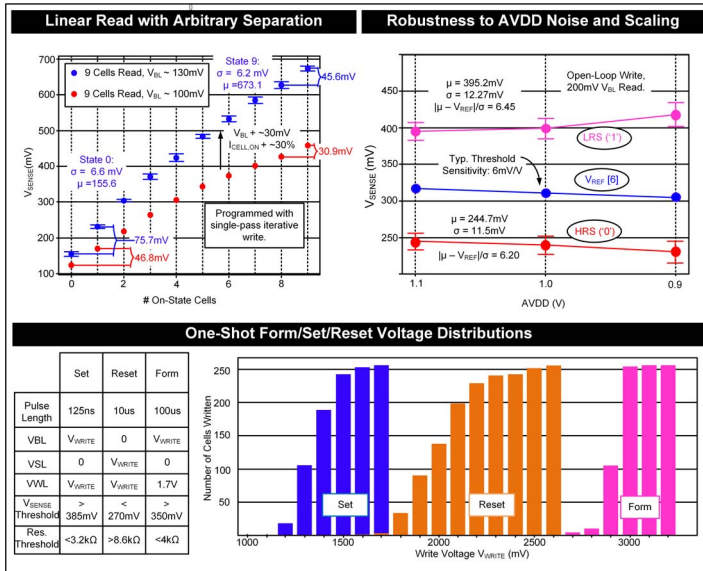 Linear Read with Arbitrary Separation
700
600
500
400
300
200
100
V_SENSE(mV)
9 Cells Read, V_BL ~ 130mV
9 Cells Read, V_BL ~ 100mV
State 9:
σ = 6.2 mV
μ =673.1
45.6mV
State 0:
σ = 6.6 mV
μ =155.6
V_BL + ~30mV
I_CELL,ON + ~30%
30.9mV
75.7mV
46.8mV
Programmed with
single-pass iterative
write.
0 2 4 6 8
# On-State Cells
Robustness to AVDD Noise and Scaling
450
400
350
300
250
V_SENSE(mV)
μ = 395.2mV
σ = 12.27mV
|μ – V_REF|/σ = 6.45
Open-Loop Write,
200mV V_BL Read.
LRS ('1')
Typ. Threshold
Sensitivity: 6mV/V
V_REF [6]
μ = 244.7mV
σ = 11.5mV
HRS ('0')
|μ – V_REF|/σ = 6.20
1.1 1.0 0.9
AVDD (V)
One-Shot Form/Set/Reset Voltage Distributions
Set Reset Form
Pulse
Length 125ns 10us 100us
VBL V_WRITE 0 V_WRITE
VSL 0 V_WRITE 0
VWL V_WRITE V_WRITE 1.7V
V_SENSE
Threshold > 385mV < 270mV > 350mV
Res.
Threshold <3.2kΩ >8.6kΩ <4kΩ
250
200
150
100
50
Number of Cells Written
Set
Reset
Form
1000 1500 2000 2500 3000
Write Voltage V_WRITE (mV)